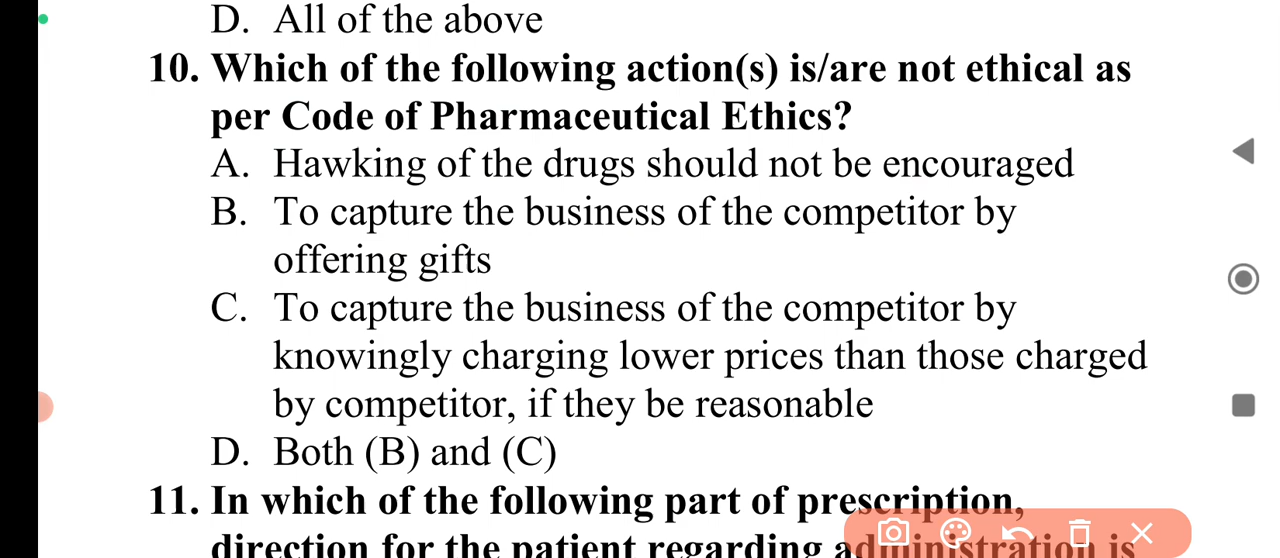 D. All of the above
10. Which of the following action(s) is/are not ethical as
per Code of Pharmaceutical Ethics?
A. Hawking of the drugs should not be encouraged
B. To capture the business of the competitor by
offering gifts
C. To capture the business of the competitor by
knowingly charging lower prices than those charged
by competitor, if they be reasonable
D. Both (B) and (C)
11. In which of the following part of prescription,
direction for the patient regarding administration is